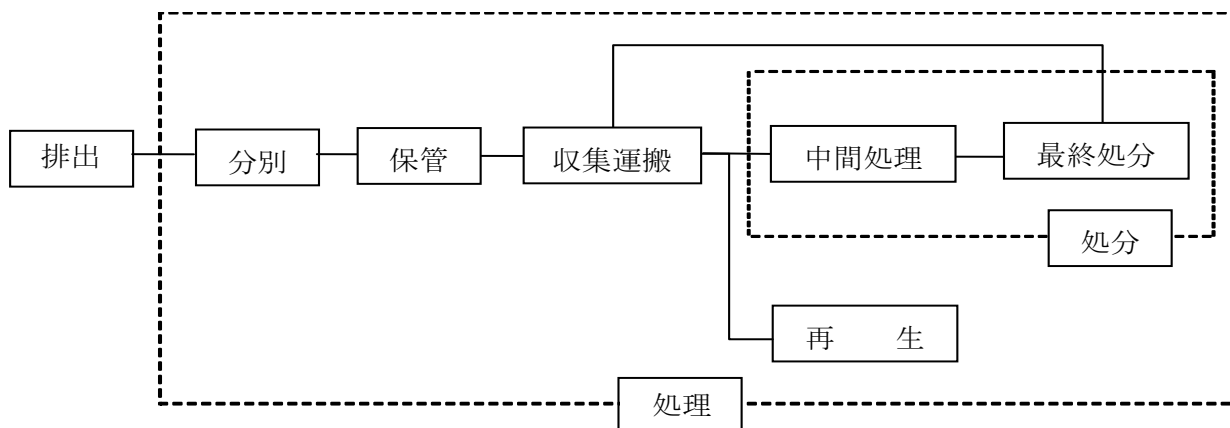 排出
分別
保管
収集運搬
中間処理
最終処分
処分
再　　生
処理